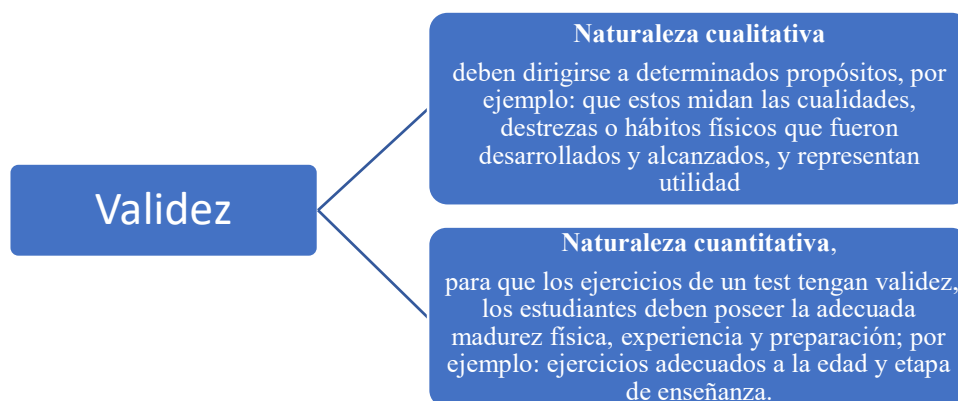 Validez
Naturaleza cualitativa
deben dirigirse a determinados propósitos, por
ejemplo: que estos midan las cualidades,
destrezas o hábitos físicos que fueron
desarrollados y alcanzados, y representan
utilidad
Naturaleza cuantitativa,
para que los ejercicios de un test tengan validez,
los estudiantes deben poseer la adecuada
madurez física, experiencia y preparación; por
ejemplo: ejercicios adecuados a la edad y etapa
de enseñanza.